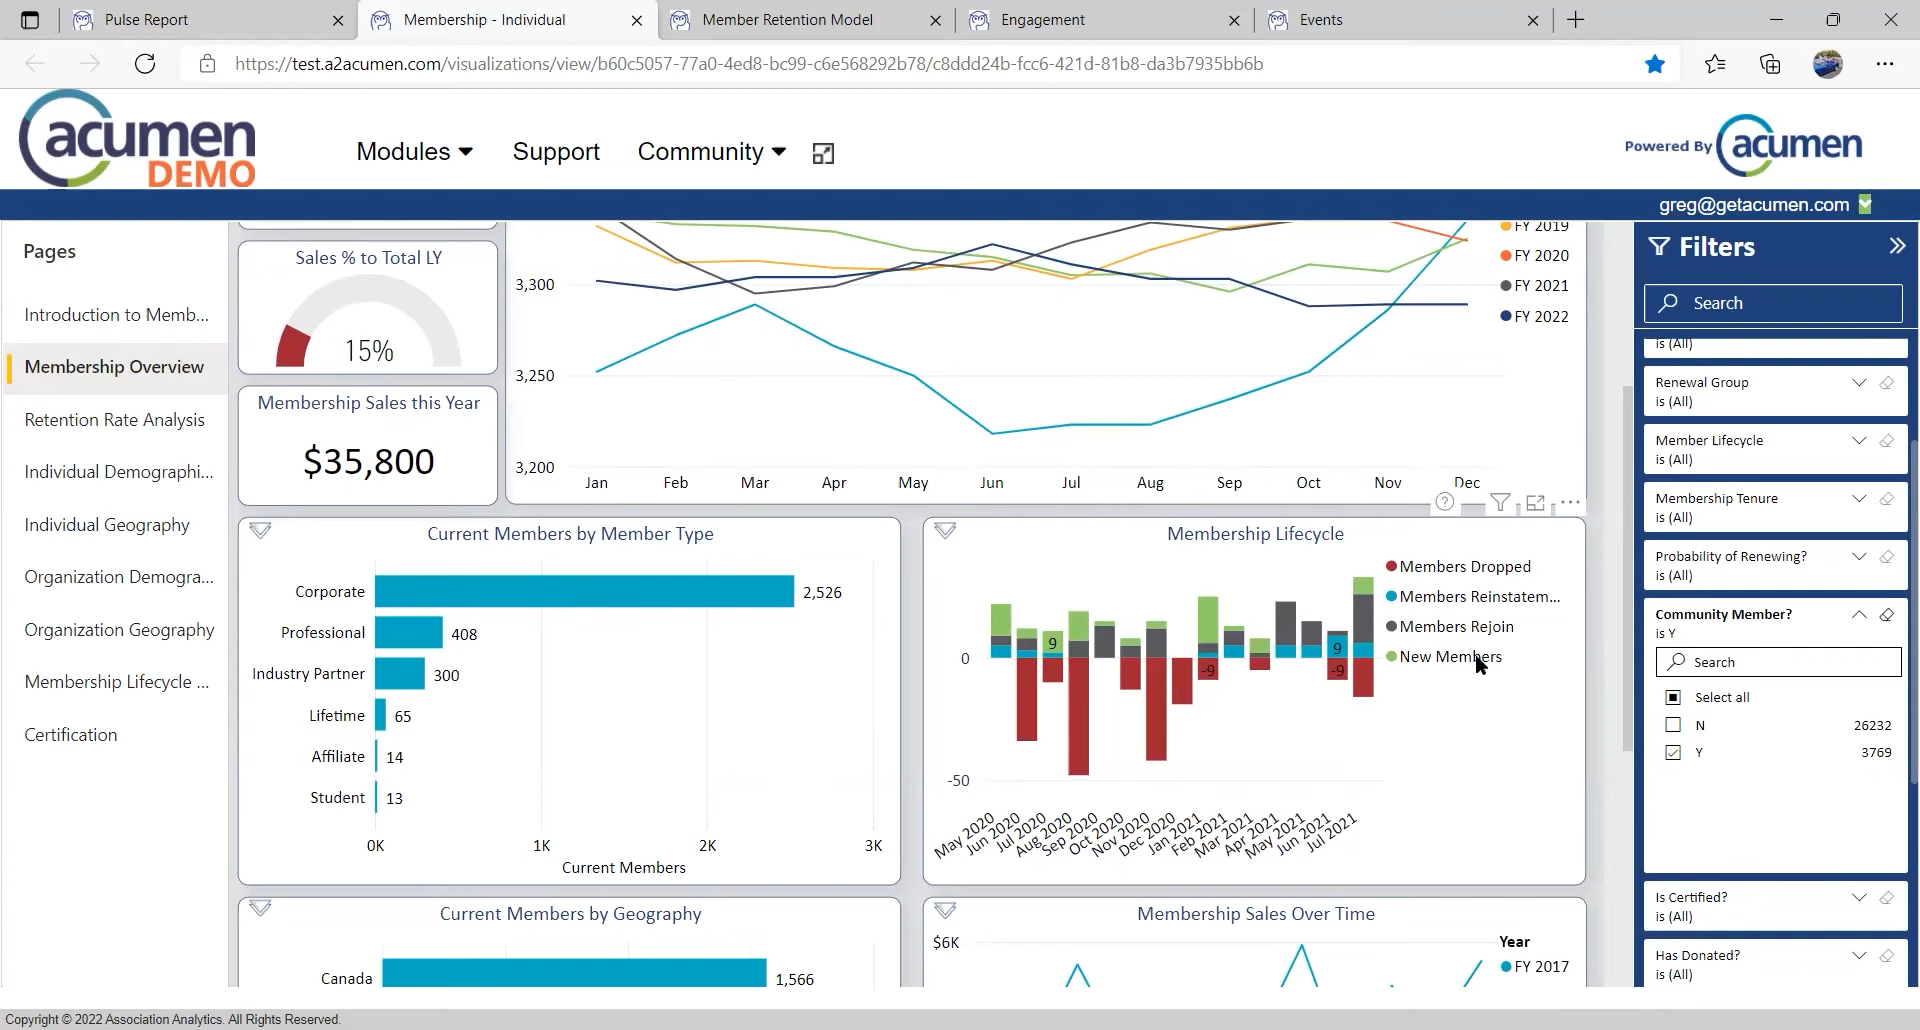 Pulse Report
Membership - Individual
Member Retention Model
Engagement
Events
https://test.a2acumen.com/visualizations/view/b60c5057-77a0-4ed8-bc99-c6e568292b78/c8ddd24b-fcc6-421d-81b8-da3b7935bb6b
acumen
DEMO
Modules
Support
Community
Powered By acumen
greg@getacumen.com
Pages
Introduction to Memb...
Membership Overview
Retention Rate Analysis
Individual Demographi...
Individual Geography
Organization Demogra...
Organization Geography
Membership Lifecycle ...
Certification
Sales % to Total LY
15%
Membership Sales this Year
$35,800
3,300
3,250
3,200
Jan Feb Mar Apr May Jun Jul Aug Sep Oct Nov Dec
FY 2019
FY 2020
FY 2021
FY 2022
Current Members by Member Type
Corporate 2,526
Professional 408
Industry Partner 300
Lifetime 65
Affiliate 14
Student 13
0K 1K 2K 3K
Current Members
Membership Lifecycle
Members Dropped
Members Reinstatem...
Members Rejoin
New Members
0
-50
9
-9
9
-9
May 2020
Jun 2020
Jul 2020
Aug 2020
Sep 2020
Oct 2020
Nov 2020
Dec 2020
Jan 2021
Feb 2021
Mar 2021
Apr 2021
May 2021
Jun 2021
Jul 2021
Current Members by Geography
Canada 1,566
Membership Sales Over Time
$6K
Year
FY 2017
Filters
Search
is (All)
Renewal Group
is (All)
Member Lifecycle
is (All)
Membership Tenure
is (All)
Probability of Renewing?
is (All)
Community Member?
is Y
Search
Select all
N 26232
Y 3769
Is Certified?
is (All)
Has Donated?
is (All)
Copyright © 2022 Association Analytics. All Rights Reserved.